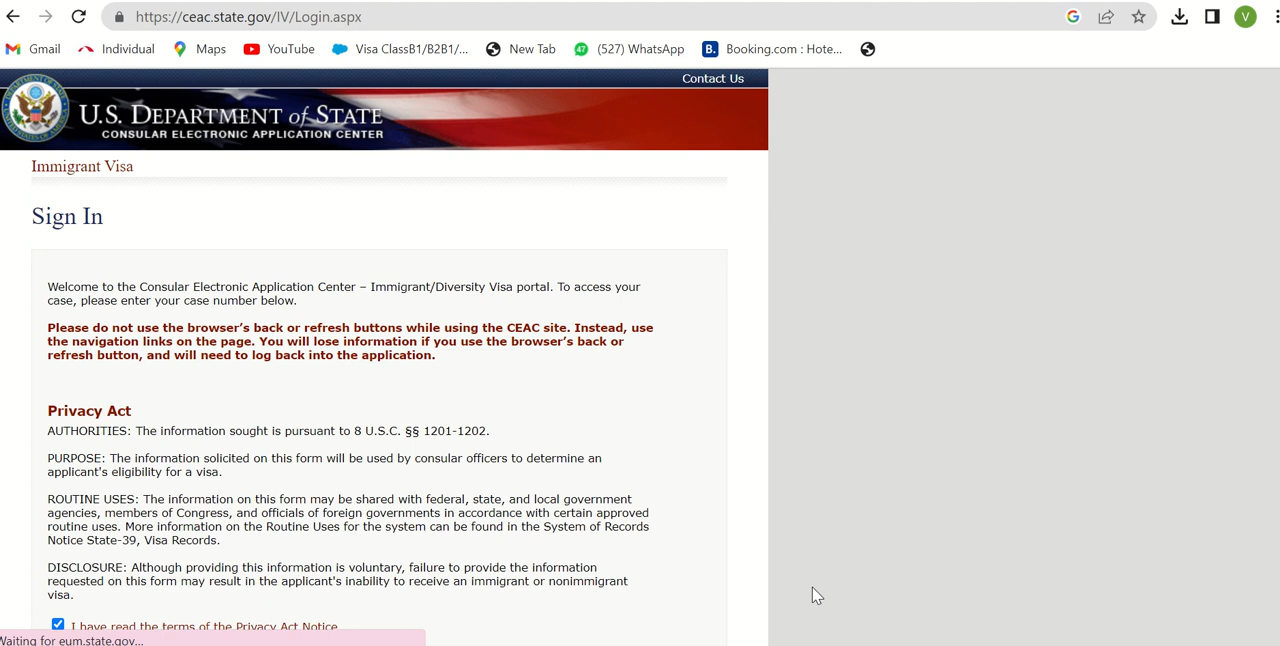 https://ceac.state.gov/IV/Login.aspx
G
V
Gmail Individual Maps YouTube Visa ClassB1/B2B1/... New Tab 47 (527) WhatsApp B. Booking.com : Hote...
Contact Us
U.S. DEPARTMENT of STATE
CONSULAR ELECTRONIC APPLICATION CENTER
Immigrant Visa
Sign In
Welcome to the Consular Electronic Application Center – Immigrant/Diversity Visa portal. To access your
case, please enter your case number below.
Please do not use the browser’s back or refresh buttons while using the CEAC site. Instead, use
the navigation links on the page. You will lose information if you use the browser’s back or
refresh button, and will need to log back into the application.
Privacy Act
AUTHORITIES: The information sought is pursuant to 8 U.S.C. §§ 1201-1202.
PURPOSE: The information solicited on this form will be used by consular officers to determine an
applicant's eligibility for a visa.
ROUTINE USES: The information on this form may be shared with federal, state, and local government
agencies, members of Congress, and officials of foreign governments in accordance with certain approved
routine uses. More information on the Routine Uses for the system can be found in the System of Records
Notice State-39, Visa Records.
DISCLOSURE: Although providing this information is voluntary, failure to provide the information
requested on this form may result in the applicant's inability to receive an immigrant or nonimmigrant
visa.
I have read the terms of the Privacy Act Notice
Waiting for eum.state.gov...